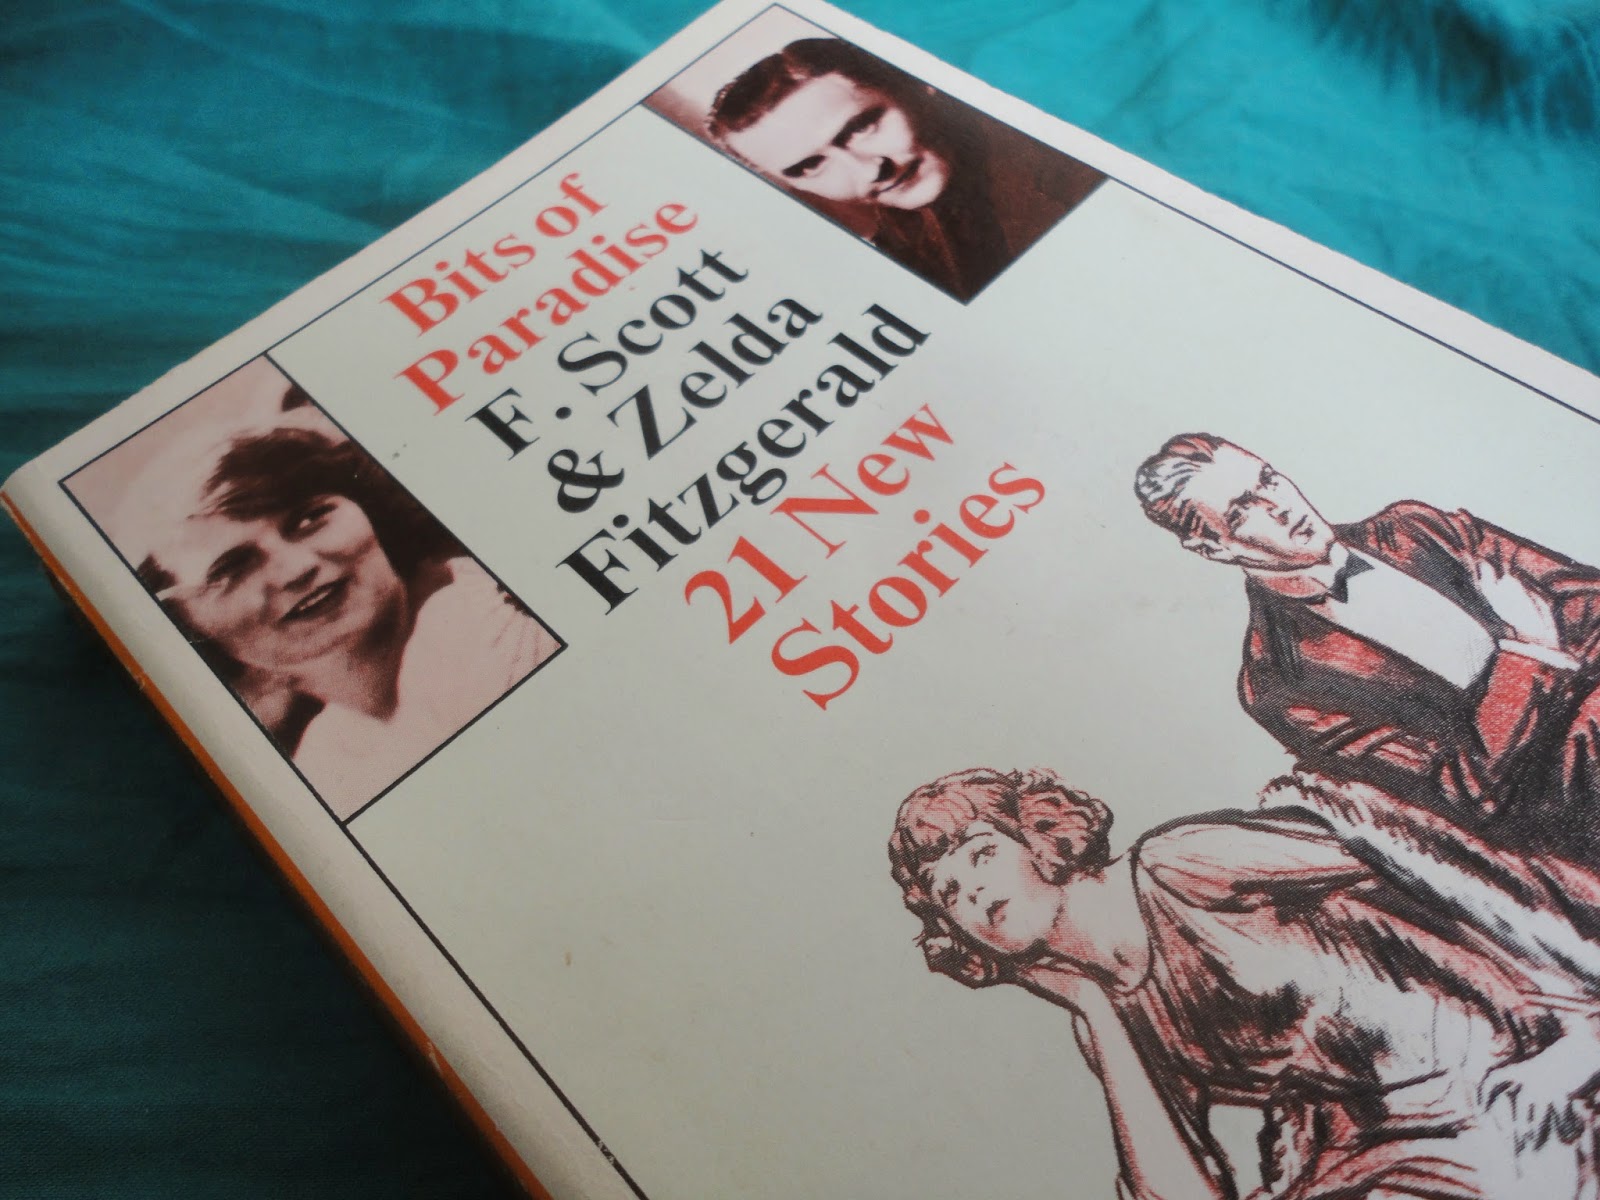 Bits of
Paradise
F. Scott
& Zelda
Fitzgerald
21 New
Stories